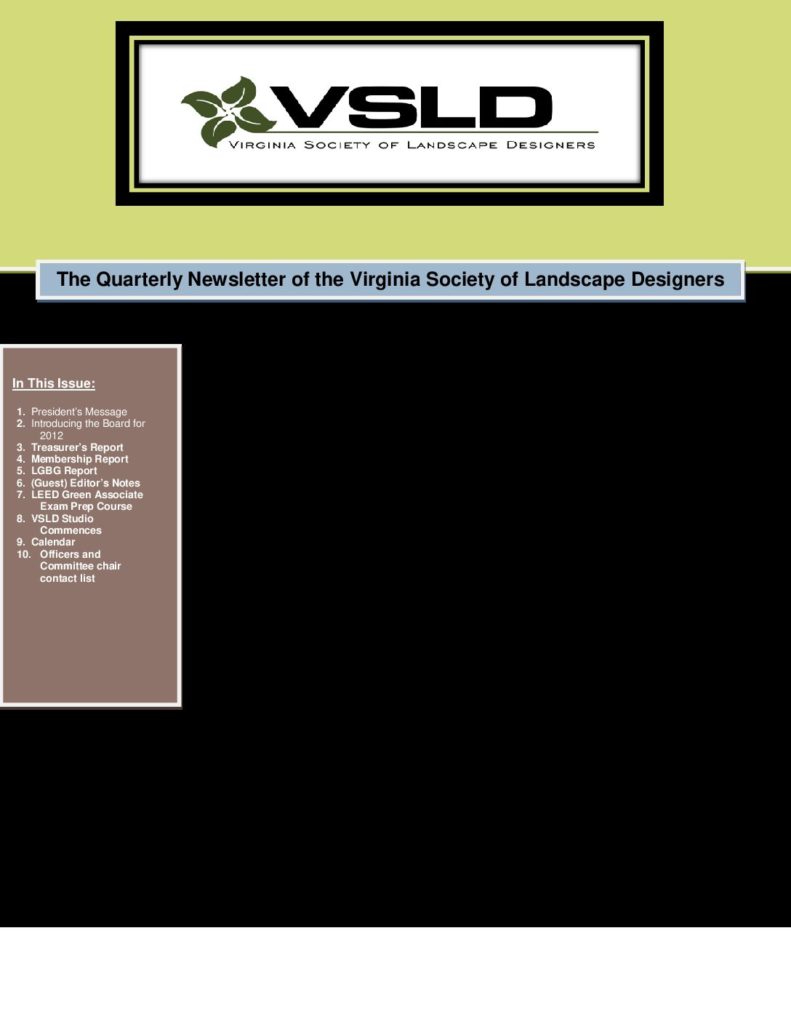 VSLD
VIRGINIA SOCIETY OF LANDSCAPE DESIGNERS
The Quarterly Newsletter of the Virginia Society of Landscape Designers
In This Issue:
1. President’s Message
2. Introducing the Board for
2012
3. Treasurer’s Report
4. Membership Report
5. LGBG Report
6. (Guest) Editor’s Notes
7. LEED Green Associate
Exam Prep Course
8. VSLD Studio
Commences
9. Calendar
10. Officers and
Committee chair
contact list